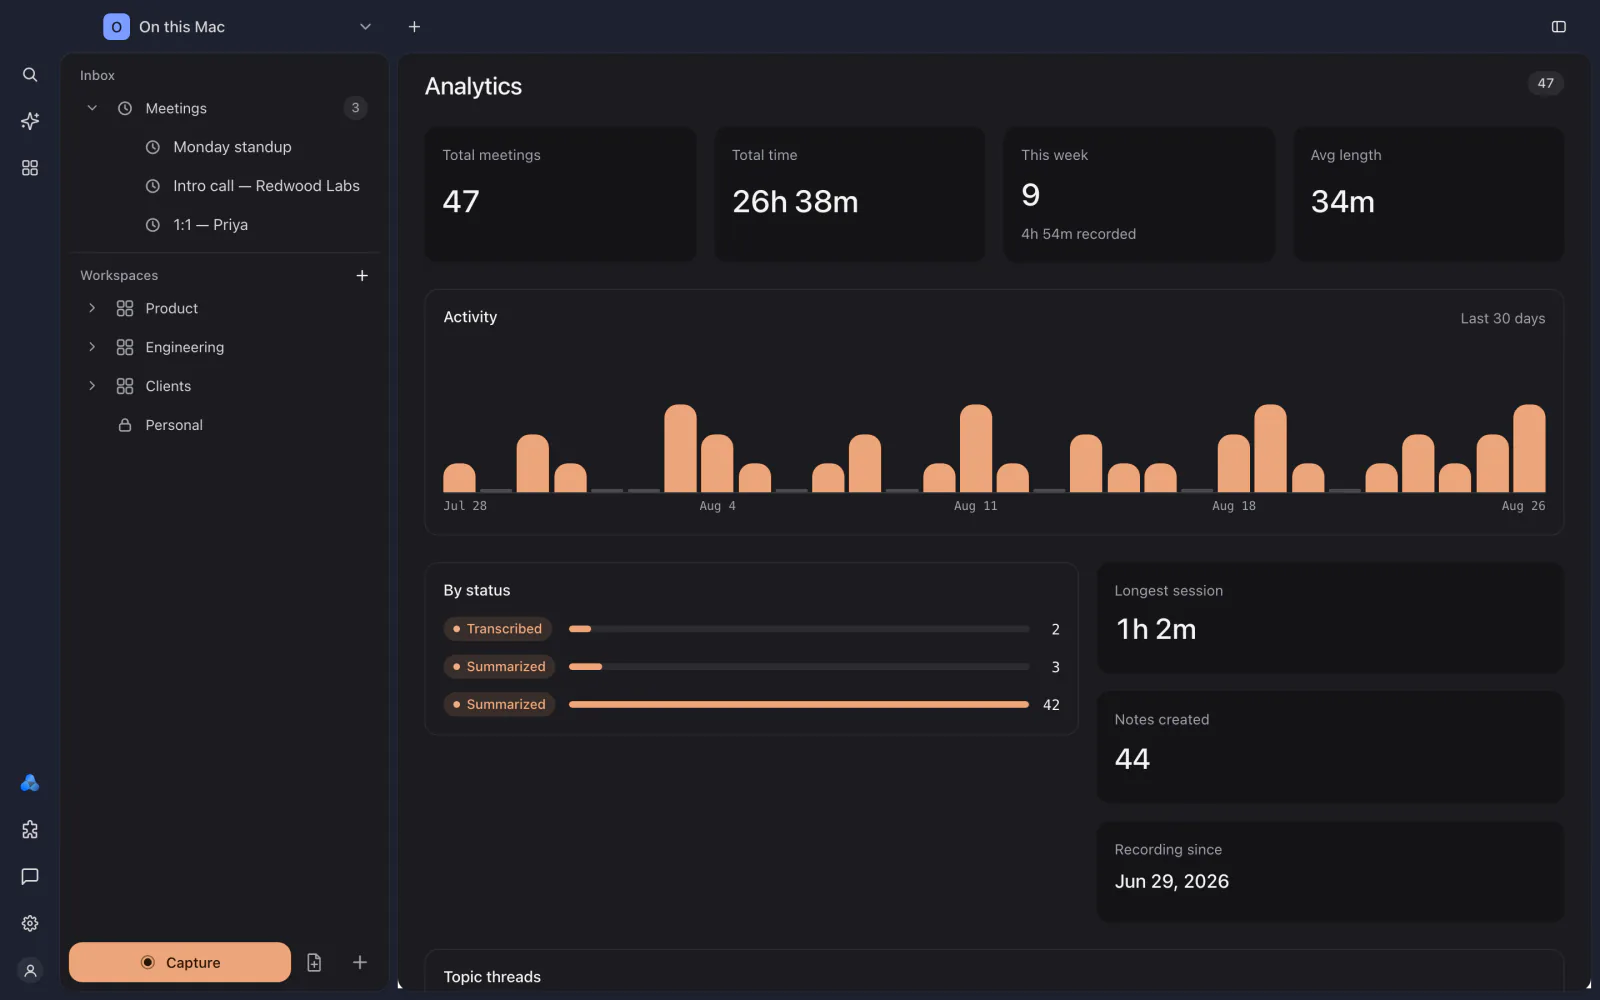 O On this Mac
Inbox
Meetings 3
Monday standup
Intro call — Redwood Labs
1:1 — Priya
Workspaces
Product
Engineering
Clients
Personal
Capture
Analytics 47
Total meetings
47
Total time
26h 38m
This week
9
4h 54m recorded
Avg length
34m
Activity Last 30 days
Jul 28 Aug 4 Aug 11 Aug 18 Aug 26
By status
Transcribed 2
Summarized 3
Summarized 42
Longest session
1h 2m
Notes created
44
Recording since
Jun 29, 2026
Topic threads